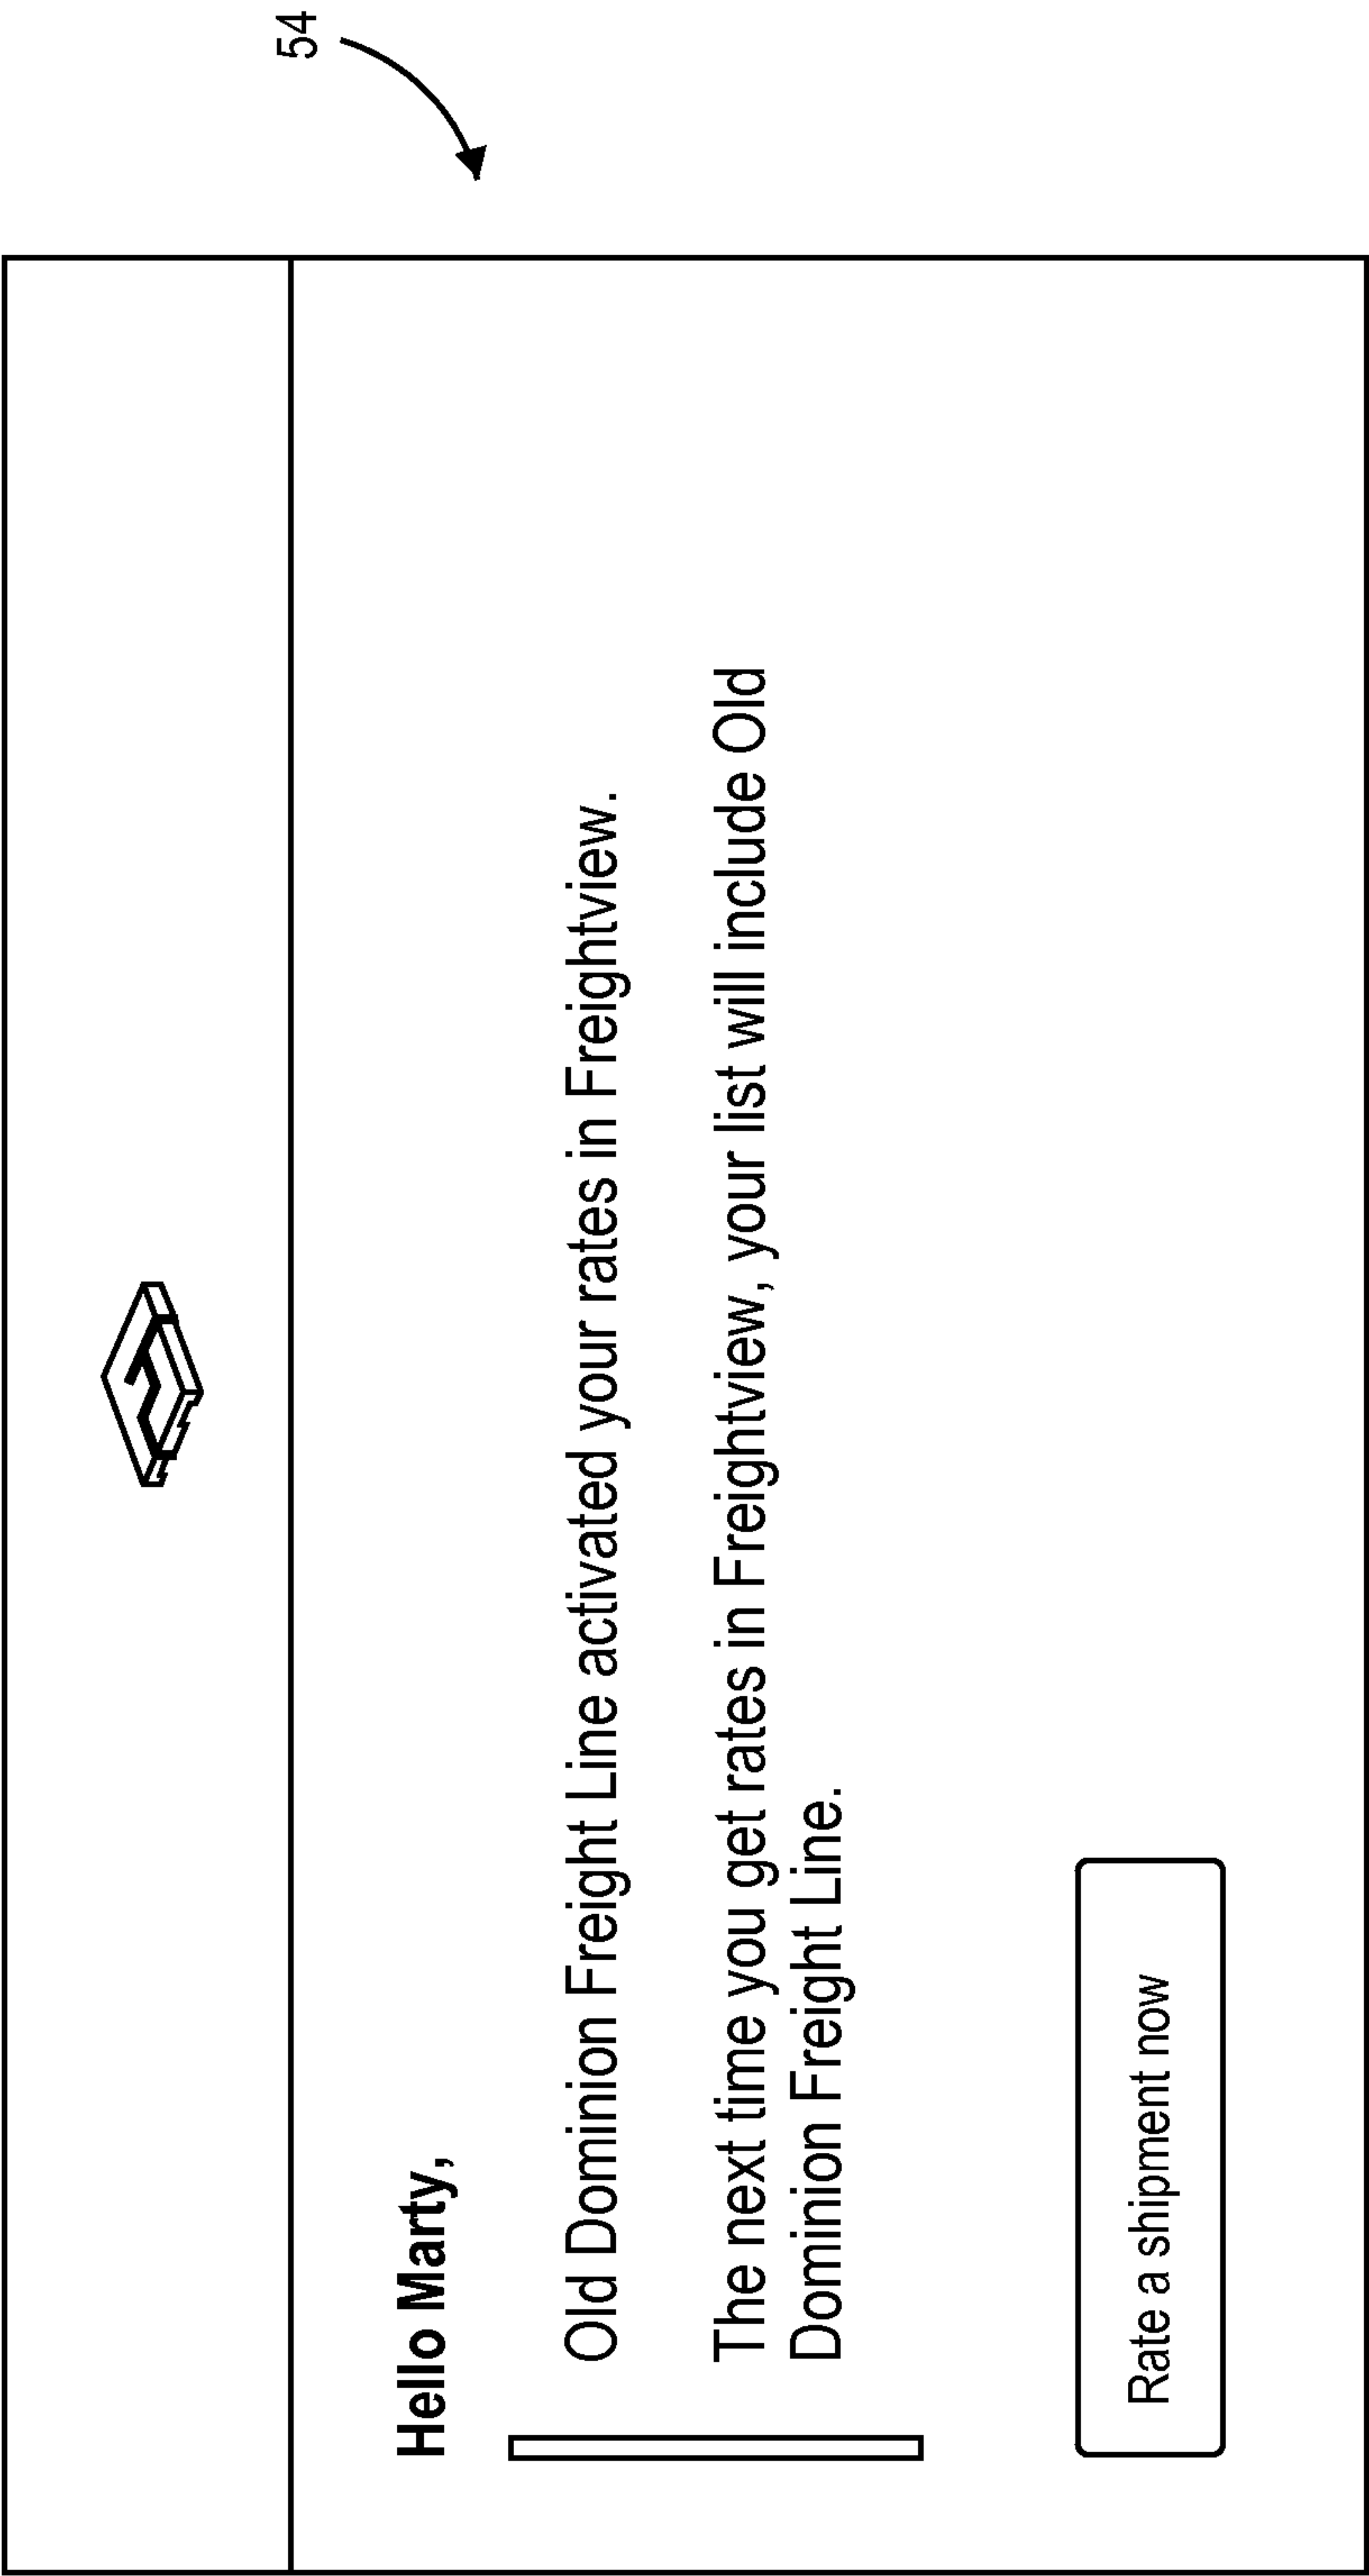 54
Hello Marty,
Old Dominion Freight Line activated your rates in Freightview.
The next time you get rates in Freightview, your list will include Old
Dominion Freight Line.
Rate a shipment now